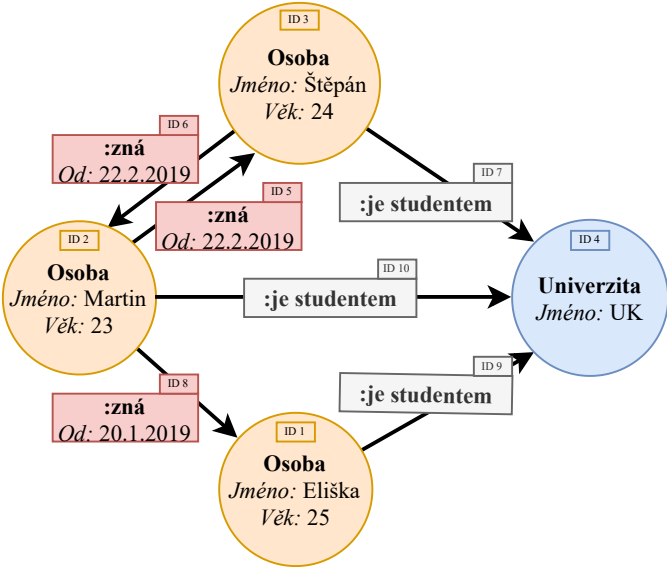 ID 3
Osoba
Jméno: Štěpán
Věk: 24
ID 6
:zná
Od: 22.2.2019
ID 5
:zná
Od: 22.2.2019
ID 7
:je studentem
ID 2
Osoba
Jméno: Martin
Věk: 23
ID 10
:je studentem
ID 4
Univerzita
Jméno: UK
ID 8
:zná
Od: 20.1.2019
ID 9
:je studentem
ID 1
Osoba
Jméno: Eliška
Věk: 25